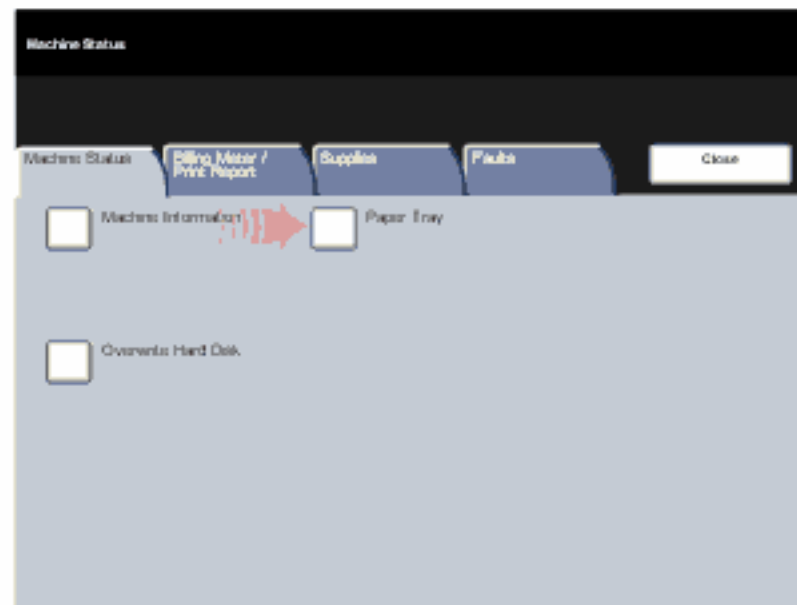 Machine Status
Machine Status
Billing Meter /
Print Report
Supplies
Faults
Close
Machine Information
Paper Tray
Overwrite Hard Disk